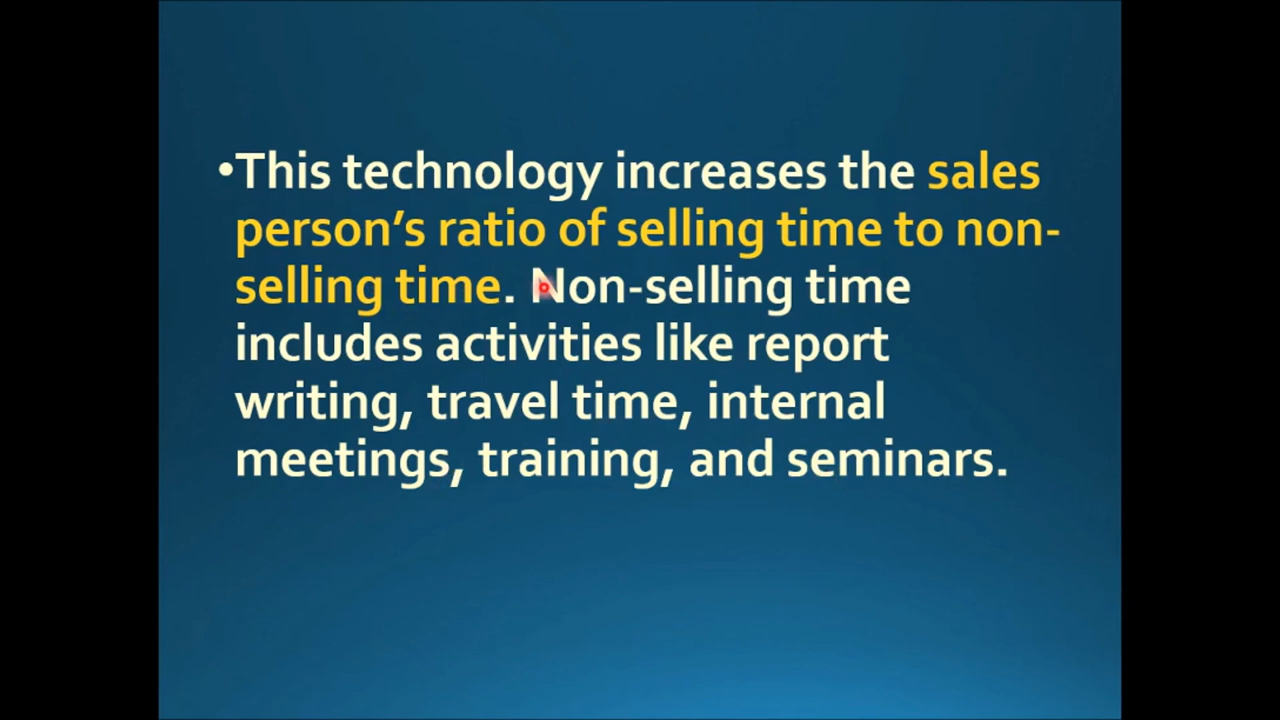 •This technology increases the sales
person’s ratio of selling time to non-
selling time. Non-selling time
includes activities like report
writing, travel time, internal
meetings, training, and seminars.